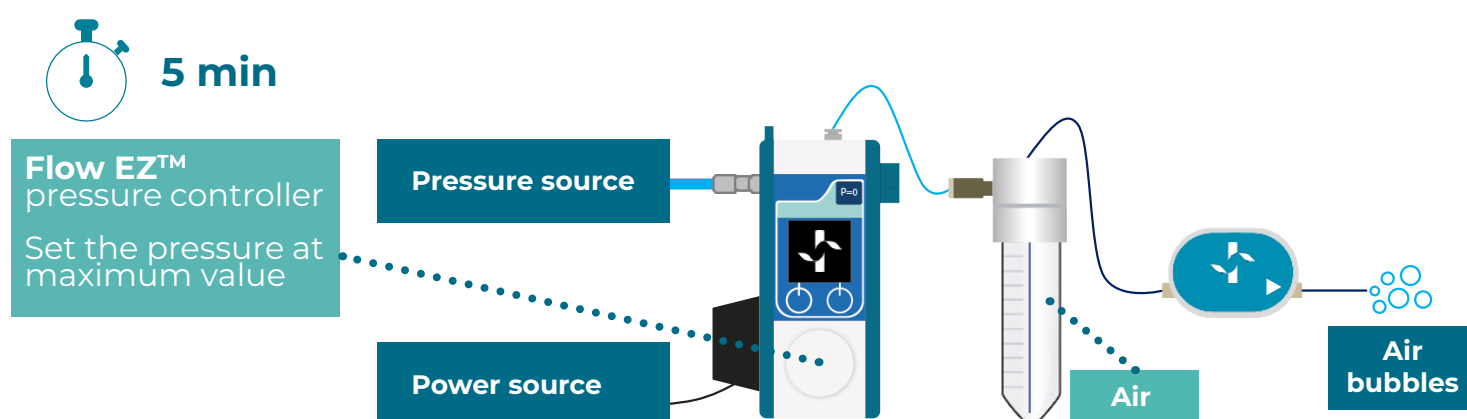 5 min
Flow EZ™
pressure controller
Set the pressure at
maximum value
Pressure source
P=0
Power source
Air
Air
bubbles